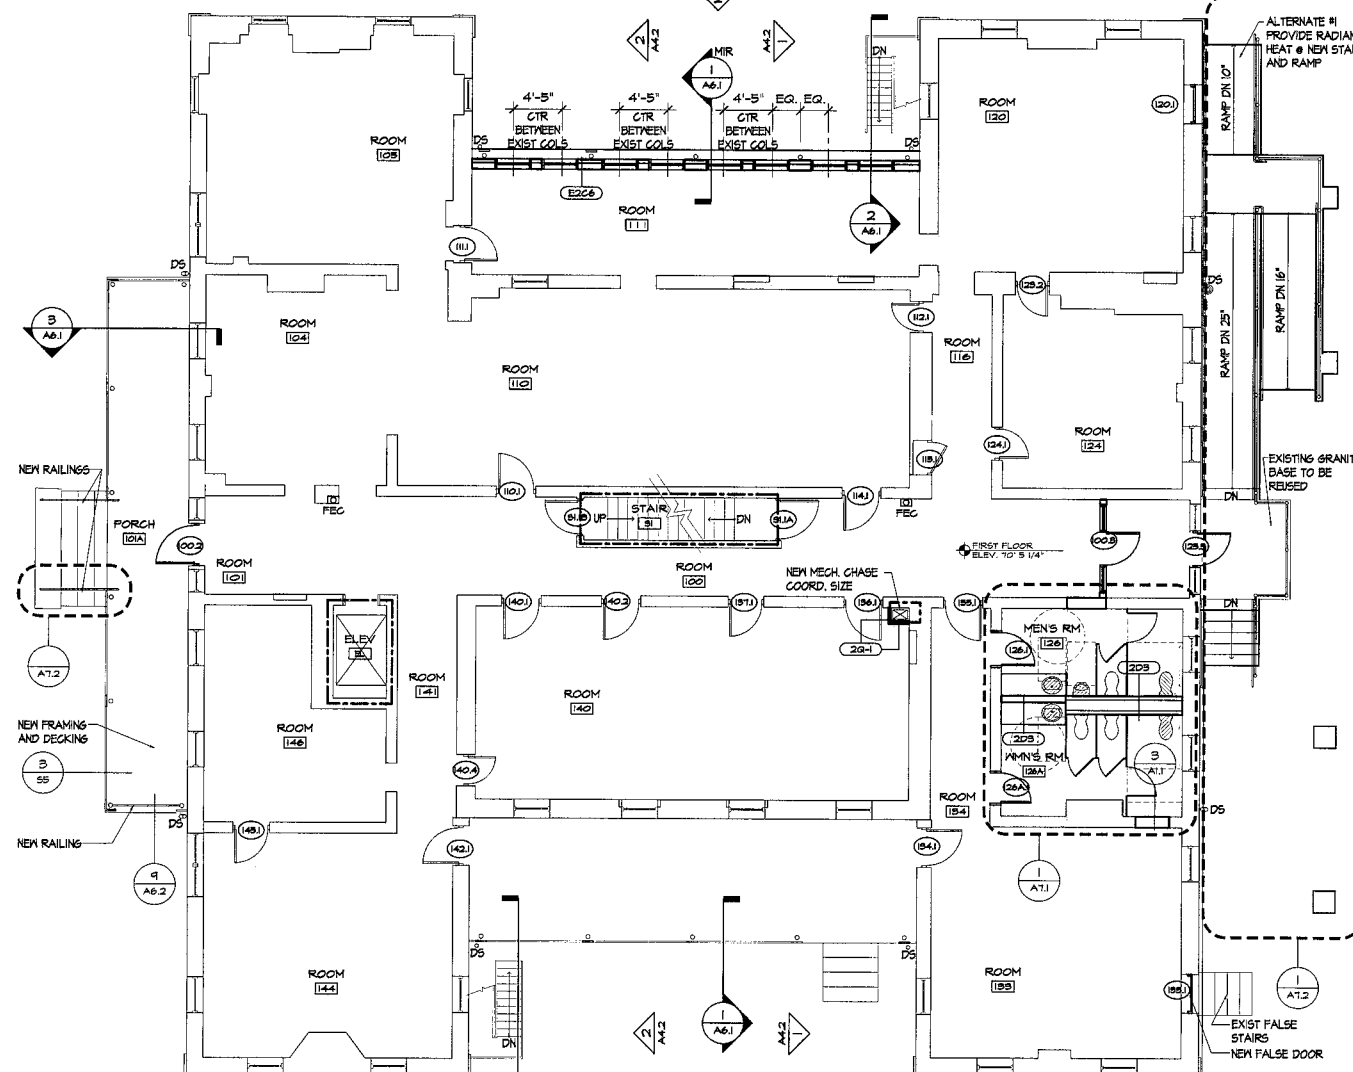 ALTERNATE #1
PROVIDE RADIAN
HEAT @ NEW STAI
AND RAMP
2
A4.2
A4.2
1
MIR
1
A6.1
DN
RAMP DN 10"
4'-5"
4'-5"
4'-5"
EQ.
EQ.
CTR
BETWEEN
EXIST COLS
CTR
BETWEEN
EXIST COLS
CTR
BETWEEN
EXIST COLS
ROOM
120
120.1
ROOM
103
DS
DS
E2C6
ROOM
111
2
A6.1
111.1
DS
DS
123.2
RAMP DN 25"
RAMP DN 16"
3
A6.1
ROOM
104
112.1
ROOM
116
ROOM
110
ROOM
124
124.1
113.1
NEW RAILINGS
EXISTING GRANIT
BASE TO BE
REUSED
110.1
114.1
FEC
FEC
DN
PORCH
101A
STAIR
S1
UP
DN
S1.1B
S1.1A
100.2
100.3
123.3
FIRST FLOOR
ELEV. 70' 5 1/4"
ROOM
101
ROOM
100
NEW MECH. CHASE
COORD. SIZE
140.1
40.2
137.1
136.1
135.1
DN
ELEV
E1
2Q-1
MEN'S RM
126
126.1
2D3
A7.2
ROOM
141
ROOM
140
NEW FRAMING
AND DECKING
ROOM
146
2D3
WMN'S RM
126A
26A.1
3
A7.1
3
S5
140.4
ROOM
134
DS
DS
NEW RAILING
143.1
142.1
134.1
9
A6.2
1
A7.1
DS
DS
ROOM
144
ROOM
133
133.1
1
A7.2
DN
2
A4.2
1
A6.1
A4.2
1
EXIST FALSE
STAIRS
NEW FALSE DOOR